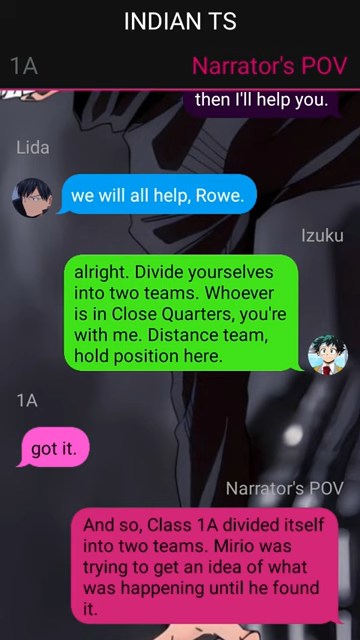 INDIAN TS
1A
Narrator's POV
then I'll help you.
Lida
we will all help, Rowe.
Izuku
alright. Divide yourselves
into two teams. Whoever
is in Close Quarters, you're
with me. Distance team,
hold position here.
1A
got it.
Narrator's POV
And so, Class 1A divided itself
into two teams. Mirio was
trying to get an idea of what
was happening until he found
it.